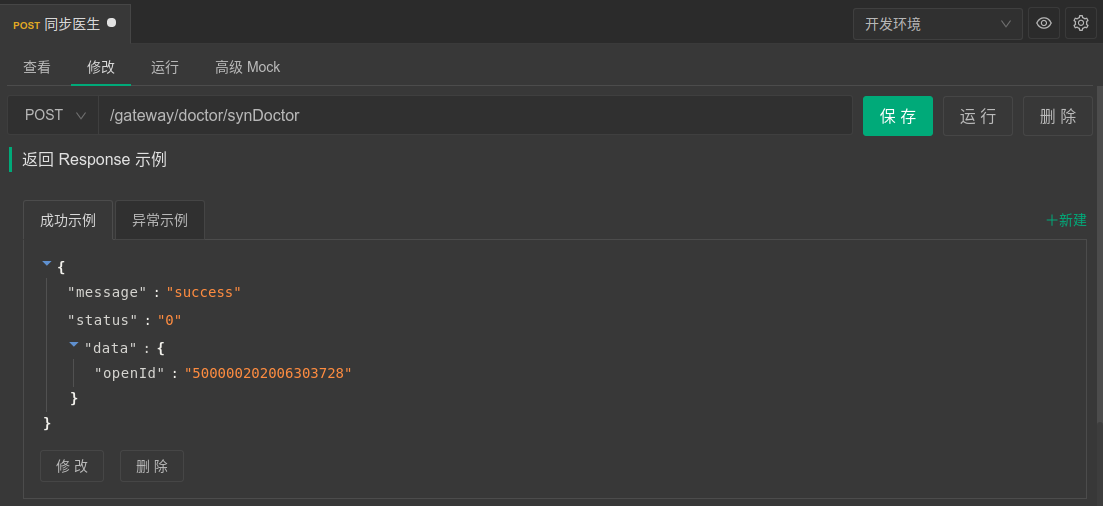 POST 同步医生
开发环境
查看 修改 运行 高级 Mock
POST /gateway/doctor/synDoctor 保 存 运 行 删 除
返回 Response 示例
成功示例 异常示例 +新建
{
"message" : "success"
"status" : "0"
"data" : {
"openId" : "500000202006303728"
}
}
修 改 删 除